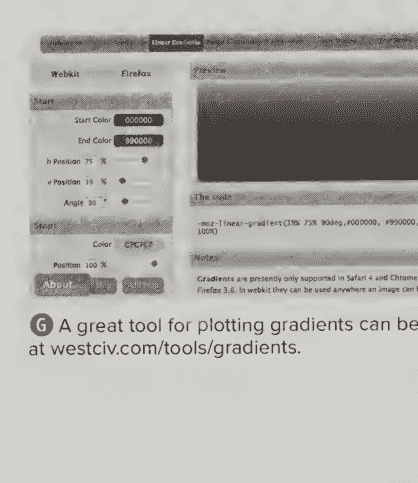 Linear Gradients
Webkit Firefox
Start
Start Color 000000
End Color 990000
h Position 75 %
v Position 19 %
Angle 90 °
Stops
Color C7C7C7
Position 100 %
About
Preview
The code
-moz-linear-gradient(19% 75% 90deg,#000000, #990000,
100%)
Notes
Gradients are presently only supported in Safari 4 and Chrome
Firefox 3.6. In webkit they can be used anywhere an image can
G A great tool for plotting gradients can be
at westciv.com/tools/gradients.